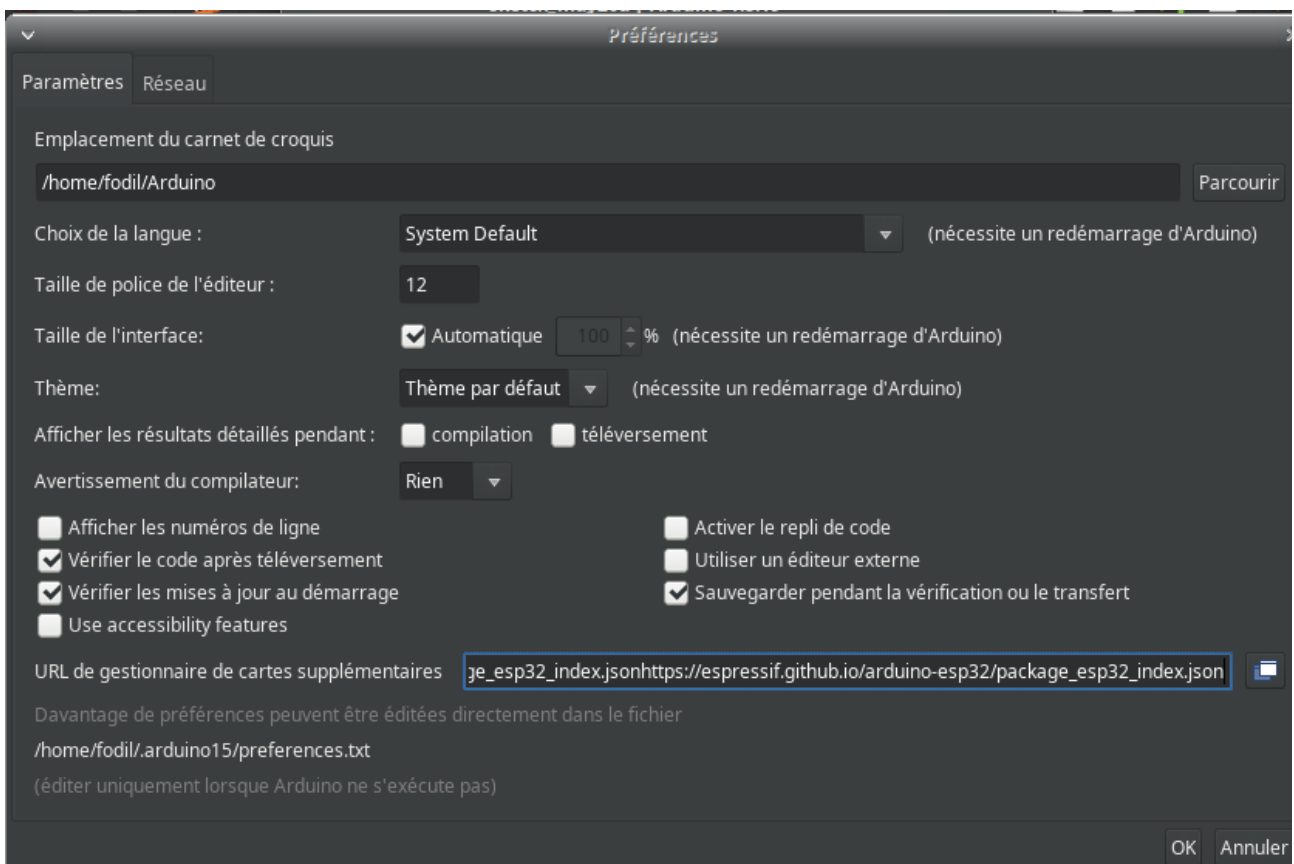 Préférences
Paramètres Réseau
Emplacement du carnet de croquis
/home/fodil/Arduino Parcourir
Choix de la langue : System Default (nécessite un redémarrage d'Arduino)
Taille de police de l'éditeur : 12
Taille de l'interface: Automatique 100 % (nécessite un redémarrage d'Arduino)
Thème: Thème par défaut (nécessite un redémarrage d'Arduino)
Afficher les résultats détaillés pendant : compilation téléversement
Avertissement du compilateur: Rien
Afficher les numéros de ligne Activer le repli de code
Vérifier le code après téléversement Utiliser un éditeur externe
Vérifier les mises à jour au démarrage Sauvegarder pendant la vérification ou le transfert
Use accessibility features
URL de gestionnaire de cartes supplémentaires ge_esp32_index.jsonhttps://espressif.github.io/arduino-esp32/package_esp32_index.json
Davantage de préférences peuvent être éditées directement dans le fichier
/home/fodil/.arduino15/preferences.txt
(éditer uniquement lorsque Arduino ne s'exécute pas)
OK Annuler